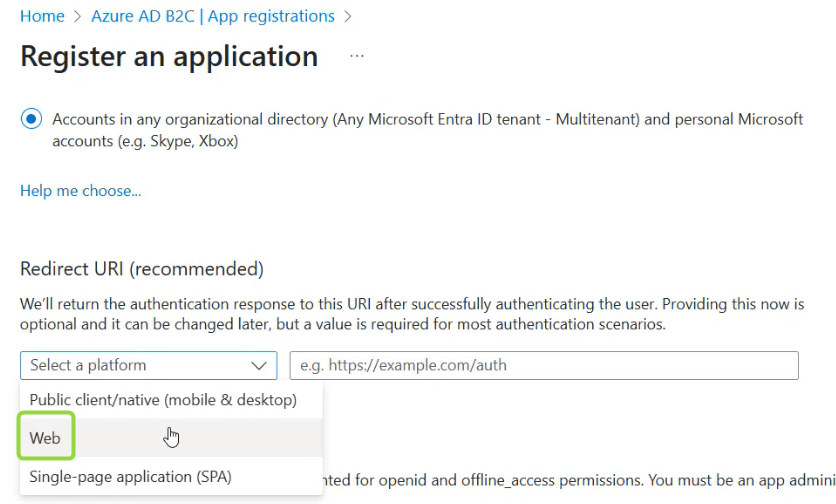 Home > Azure AD B2C | App registrations >
Register an application ...
Accounts in any organizational directory (Any Microsoft Entra ID tenant - Multitenant) and personal Microsoft
accounts (e.g. Skype, Xbox)
Help me choose...
Redirect URI (recommended)
We'll return the authentication response to this URI after successfully authenticating the user. Providing this now is
optional and it can be changed later, but a value is required for most authentication scenarios.
Select a platform e.g. https://example.com/auth
Public client/native (mobile & desktop)
Web
Single-page application (SPA) for openid and offline_access permissions. You must be an app